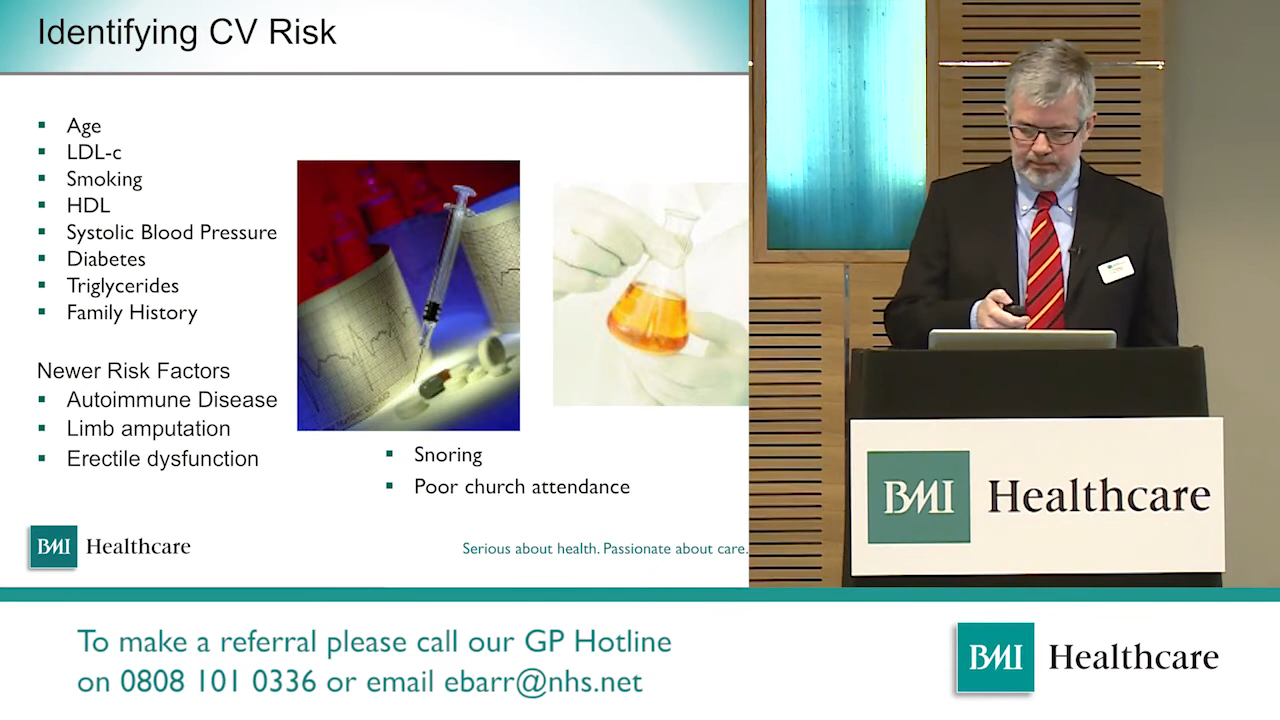 Identifying CV Risk
Age
LDL-c
Smoking
HDL
Systolic Blood Pressure
Diabetes
Triglycerides
Family History
Newer Risk Factors
Autoimmune Disease
Limb amputation
Erectile dysfunction
Snoring
Poor church attendance
BMI Healthcare
Serious about health. Passionate about care.
BMI Healthcare
To make a referral please call our GP Hotline
on 0808 101 0336 or email ebarr@nhs.net
BMI Healthcare